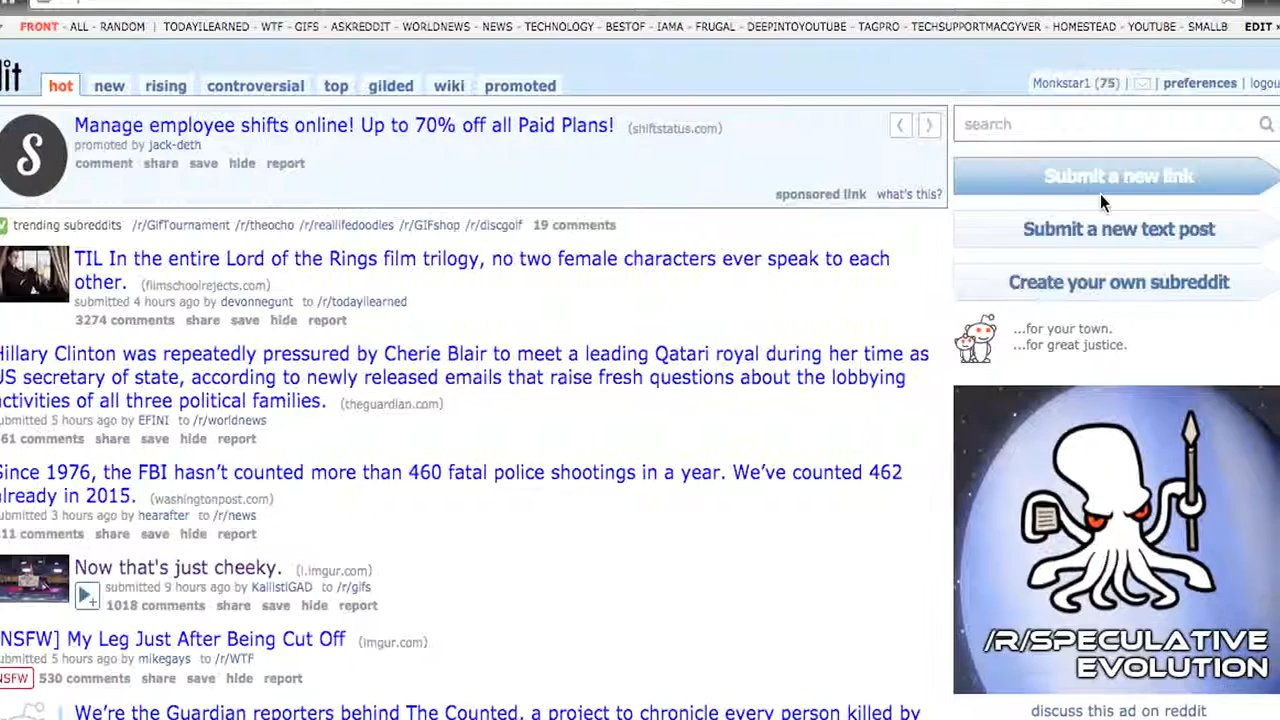 FRONT - ALL - RANDOM | TODAYILEARNED - WTF - GIFS - ASKREDDIT - WORLDNEWS - NEWS - TECHNOLOGY - BESTOF - IAMA - FRUGAL - DEEPINTOYOUTUBE - TAGPRO - TECHSUPPORTMACGYVER - HOMESTEAD - YOUTUBE - SMALLB EDIT »
dit hot new rising controversial top gilded wiki promoted
Monkstar1 (75) | | preferences | logou
Manage employee shifts online! Up to 70% off all Paid Plans! (shiftstatus.com)
promoted by jack-deth
comment share save hide report
sponsored link what's this?
trending subreddits /r/GifTournament /r/theocho /r/reallifedoodles /r/GIFshop /r/discgolf 19 comments
TIL In the entire Lord of the Rings film trilogy, no two female characters ever speak to each
other. (filmschoolrejects.com)
submitted 4 hours ago by devonnegunt to /r/todayilearned
3274 comments share save hide report
Hillary Clinton was repeatedly pressured by Cherie Blair to meet a leading Qatari royal during her time as
US secretary of state, according to newly released emails that raise fresh questions about the lobbying
activities of all three political families. (theguardian.com)
ubmitted 5 hours ago by EFINI to /r/worldnews
61 comments share save hide report
Since 1976, the FBI hasn't counted more than 460 fatal police shootings in a year. We've counted 462
already in 2015. (washingtonpost.com)
ubmitted 3 hours ago by hearafter to /r/news
11 comments share save hide report
Now that's just cheeky. (i.imgur.com)
submitted 9 hours ago by KallistiGAD to /r/gifs
1018 comments share save hide report
NSFW] My Leg Just After Being Cut Off (imgur.com)
ubmitted 5 hours ago by mikegays to /r/WTF
NSFW 530 comments share save hide report
We're the Guardian reporters behind The Counted, a project to chronicle every person killed by
search
Submit a new link
Submit a new text post
Create your own subreddit
...for your town.
...for great justice.
/R/SPECULATIVE
EVOLUTION
discuss this ad on reddit